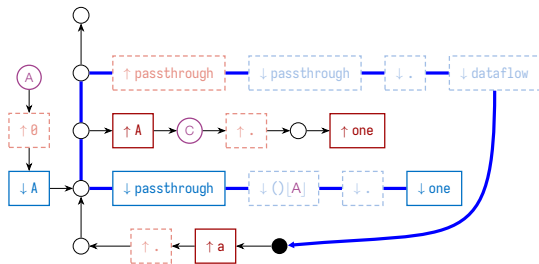 ↑passthrough ↓passthrough ↓. ↓dataflow
A
↑0 ↑A C ↑. ↑one
↓A ↓passthrough ↓()[A] ↓. ↓one
↑. ↑a